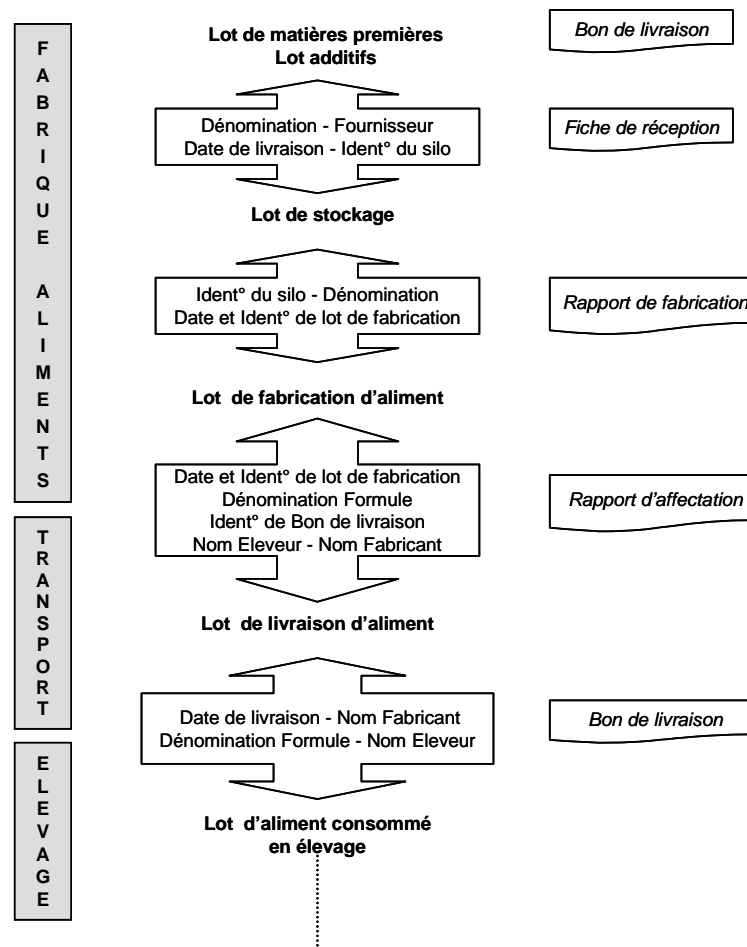 FABRIQUE ALIMENTS
Lot de matières premières
Lot additifs
Bon de livraison
Dénomination - Fournisseur
Date de livraison - Ident° du silo
Fiche de réception
Lot de stockage
Ident° du silo - Dénomination
Date et Ident° de lot de fabrication
Rapport de fabrication
Lot de fabrication d'aliment
Date et Ident° de lot de fabrication
Dénomination Formule
Ident° de Bon de livraison
Nom Eleveur - Nom Fabricant
Rapport d'affectation
TRANSPORT
Lot de livraison d'aliment
Date de livraison - Nom Fabricant
Dénomination Formule - Nom Eleveur
Bon de livraison
ELEVAGE
Lot d'aliment consommé
en élevage